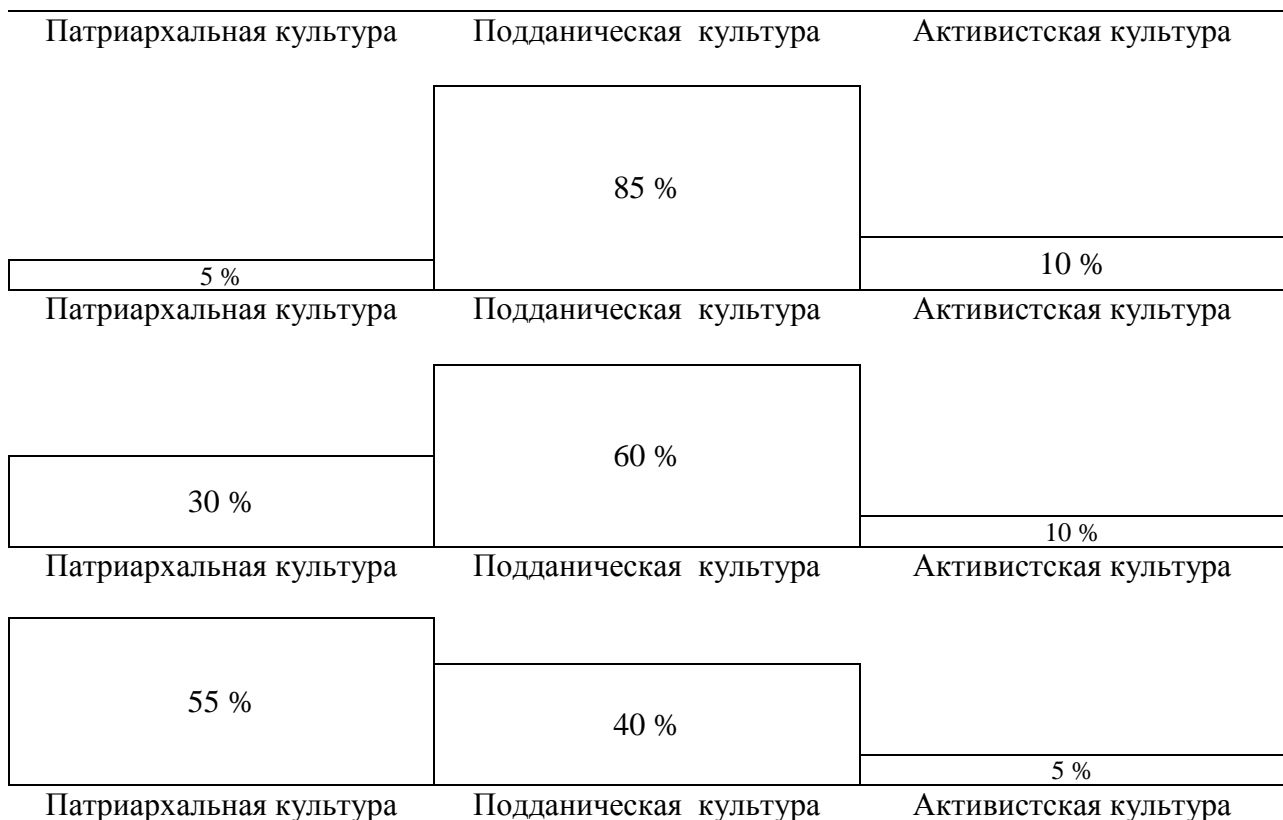 Патриархальная культура Подданическая культура Активистская культура
85 %
5 % 10 %
Патриархальная культура Подданическая культура Активистская культура
60 %
30 %
10 %
Патриархальная культура Подданическая культура Активистская культура
55 %
40 %
5 %
Патриархальная культура Подданическая культура Активистская культура